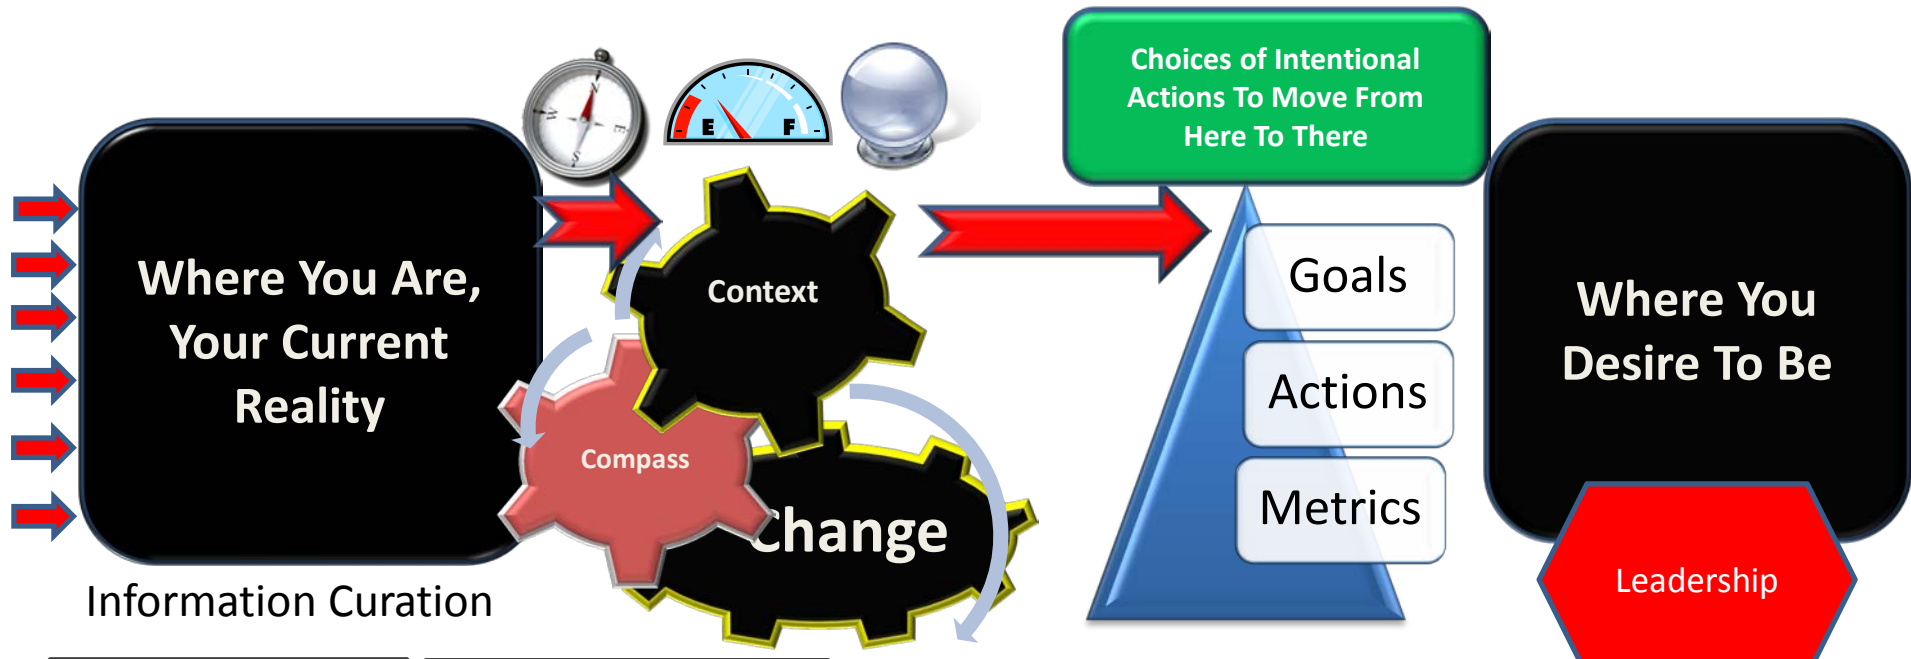 Where You Are,
Your Current
Reality
Information Curation
N
E
S
W
E
F
Context
Compass
Change
Choices of Intentional
Actions To Move From
Here To There
Goals
Actions
Metrics
Where You
Desire To Be
Leadership